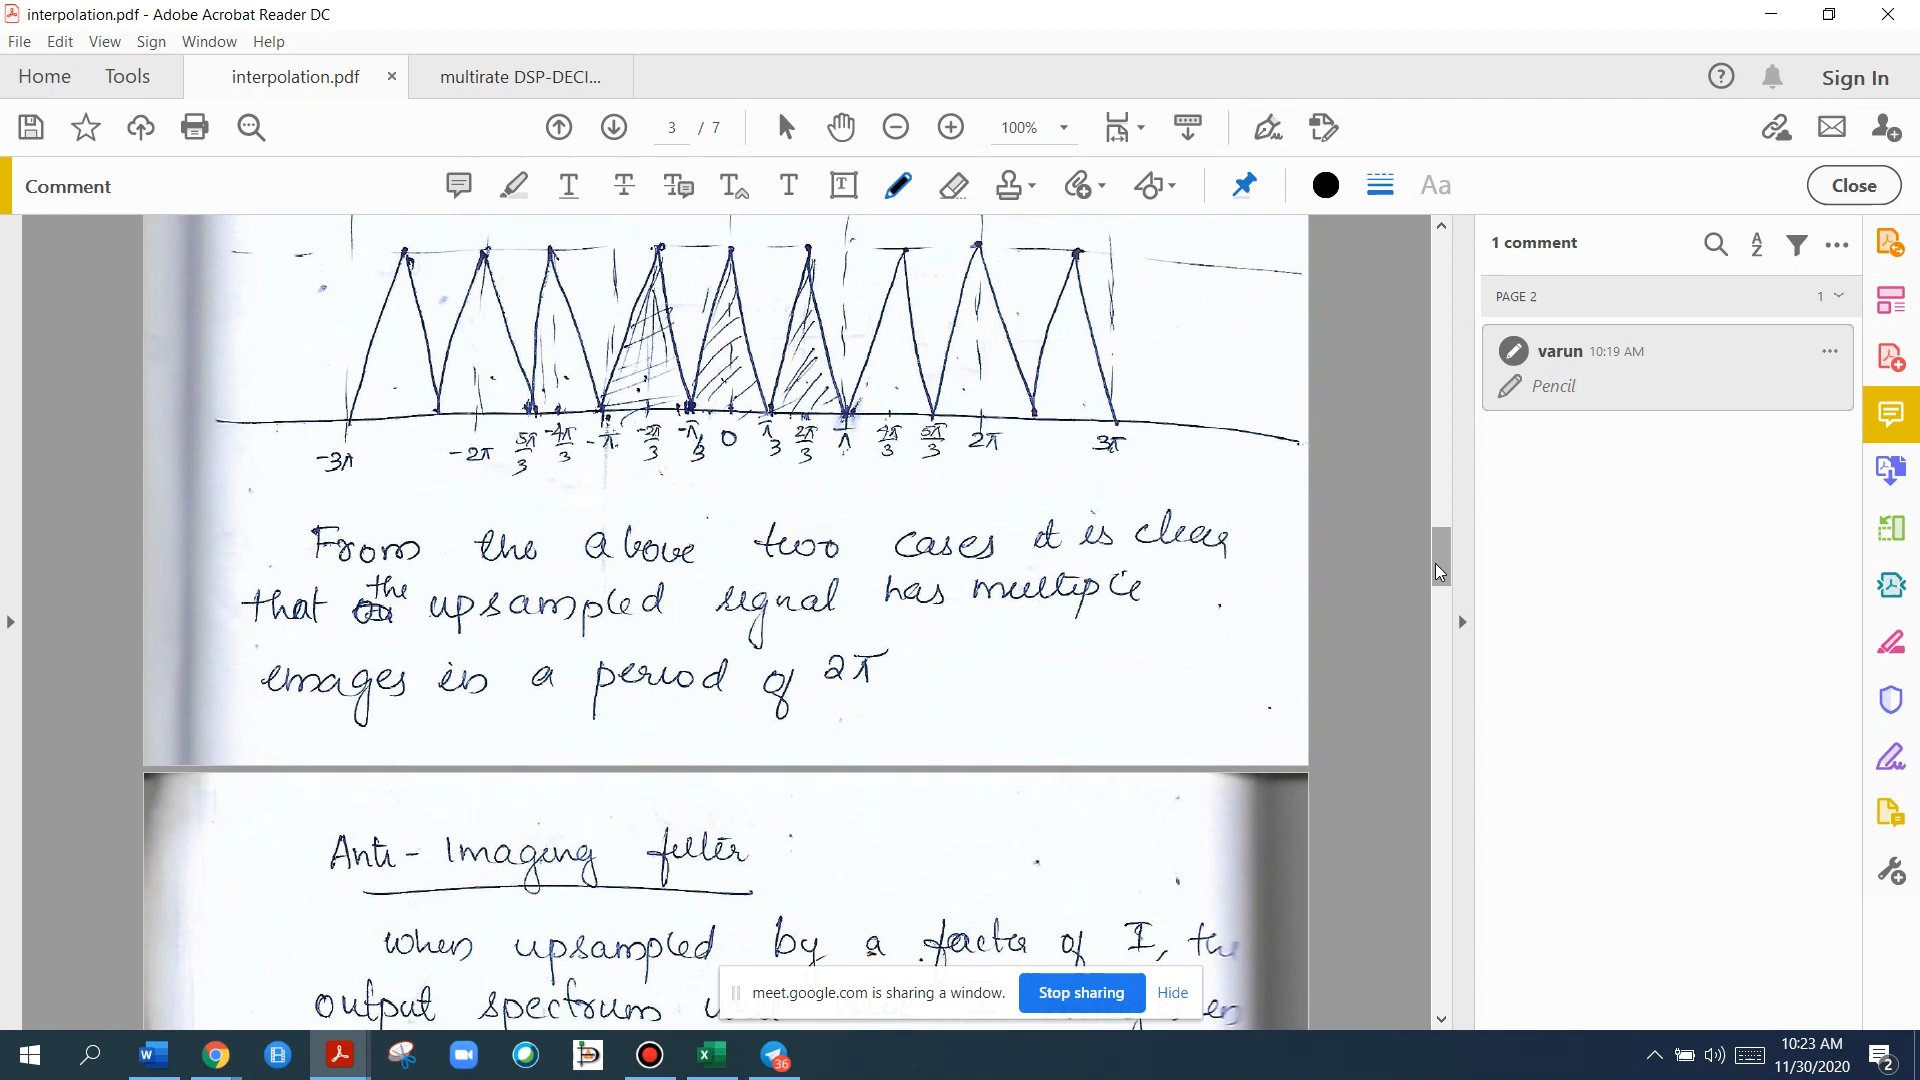 interpolation.pdf - Adobe Acrobat Reader DC
File Edit View Sign Window Help
Home Tools interpolation.pdf × multirate DSP-DECI... Sign In
3 / 7 100%
Comment Close
-3π -2π 5π/3 -4π/3 -π -2π/3 -π/3 0 π/3 2π/3 π 4π/3 5π/3 2π 3π
From the above two cases it is clear
that the upsampled signal has multiple
images in a period of 2π
Anti-Imaging filter
when upsampled by a factor of I, the
output spectrum
1 comment
PAGE 2 1
varun 10:19 AM
Pencil
meet.google.com is sharing a window. Stop sharing Hide
36
10:23 AM
11/30/2020
2